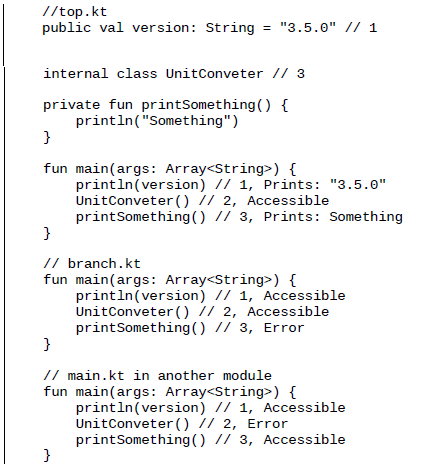 //top.kt
public val version: String = "3.5.0" // 1
internal class UnitConveter // 3
private fun printSomething() {
    println("Something")
}
fun main(args: Array<String>) {
    println(version) // 1, Prints: "3.5.0"
    UnitConveter() // 2, Accessible
    printSomething() // 3, Prints: Something
}
// branch.kt
fun main(args: Array<String>) {
    println(version) // 1, Accessible
    UnitConveter() // 2, Accessible
    printSomething() // 3, Error
}
// main.kt in another module
fun main(args: Array<String>) {
    println(version) // 1, Accessible
    UnitConveter() // 2, Error
    printSomething() // 3, Accessible
}